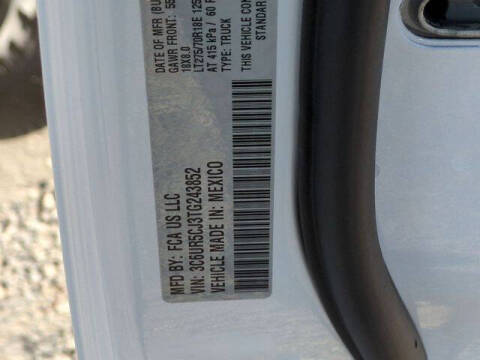 DATE OF MFR
GAWR FRONT:
18X8.0
LT275/70R18E
AT 415 kPa / 60
TYPE: TRUCK
THIS VEHICLE
STANDAR
MFD BY: FCA US LLC
VIN: 3C6UR5CJ3TG243852
VEHICLE MADE IN: MEXICO